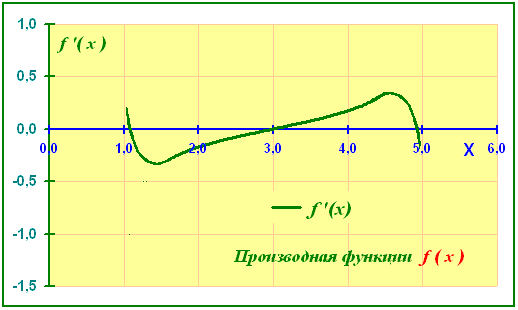 1,0
f '( x )
0,5
0,0
0,0 1,0 2,0 3,0 4,0 5,0 6,0
X
-0,5
f '(x)
-1,0
Производная функции f ( x )
-1,5